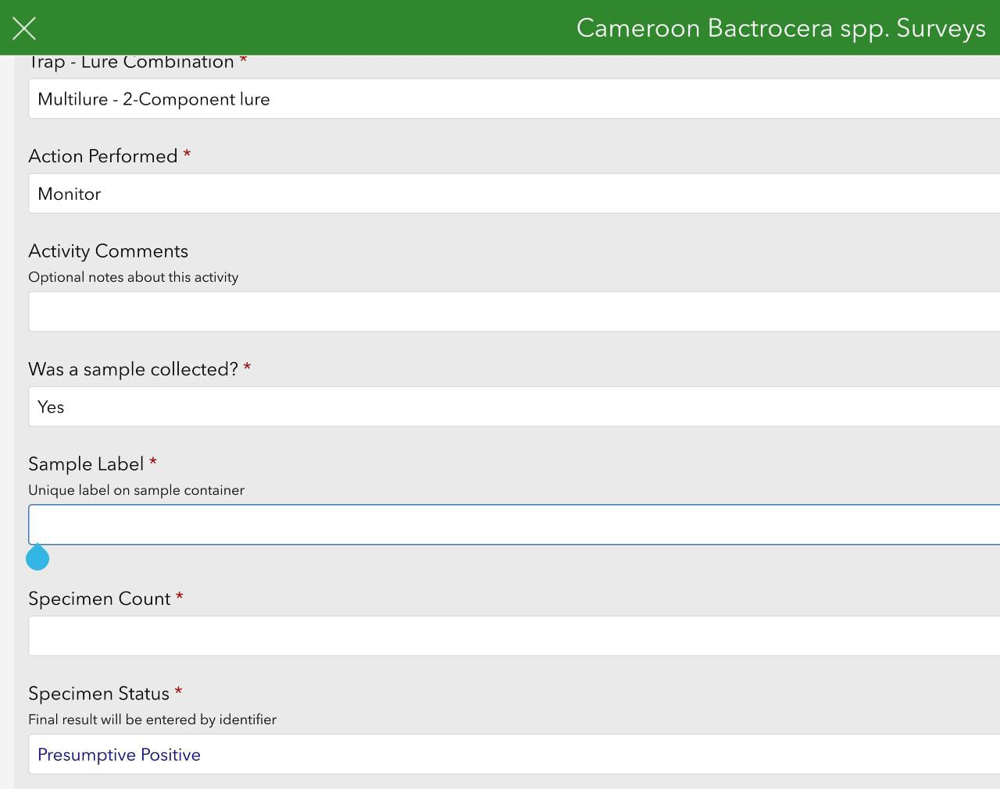 Cameroon Bactrocera spp. Surveys
Trap - Lure Combination *
Multilure - 2-Component lure
Action Performed *
Monitor
Activity Comments
Optional notes about this activity
Was a sample collected? *
Yes
Sample Label *
Unique label on sample container
Specimen Count *
Specimen Status *
Final result will be entered by identifier
Presumptive Positive